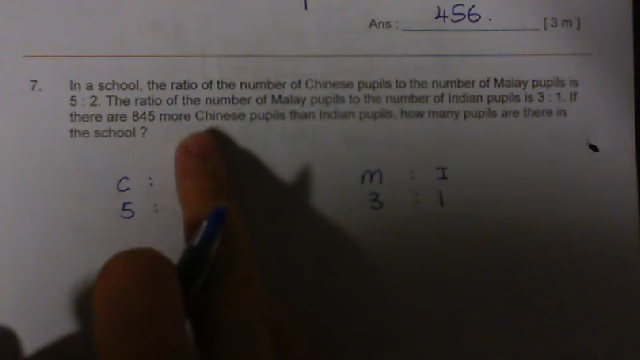 Ans : 456. [ 3 m ]
7. In a school, the ratio of the number of Chinese pupils to the number of Malay pupils is
5 : 2. The ratio of the number of Malay pupils to the number of Indian pupils is 3 : 1. If
there are 845 more Chinese pupils than Indian pupils, how many pupils are there in
the school ?
C : M : I
5 : 3 : 1